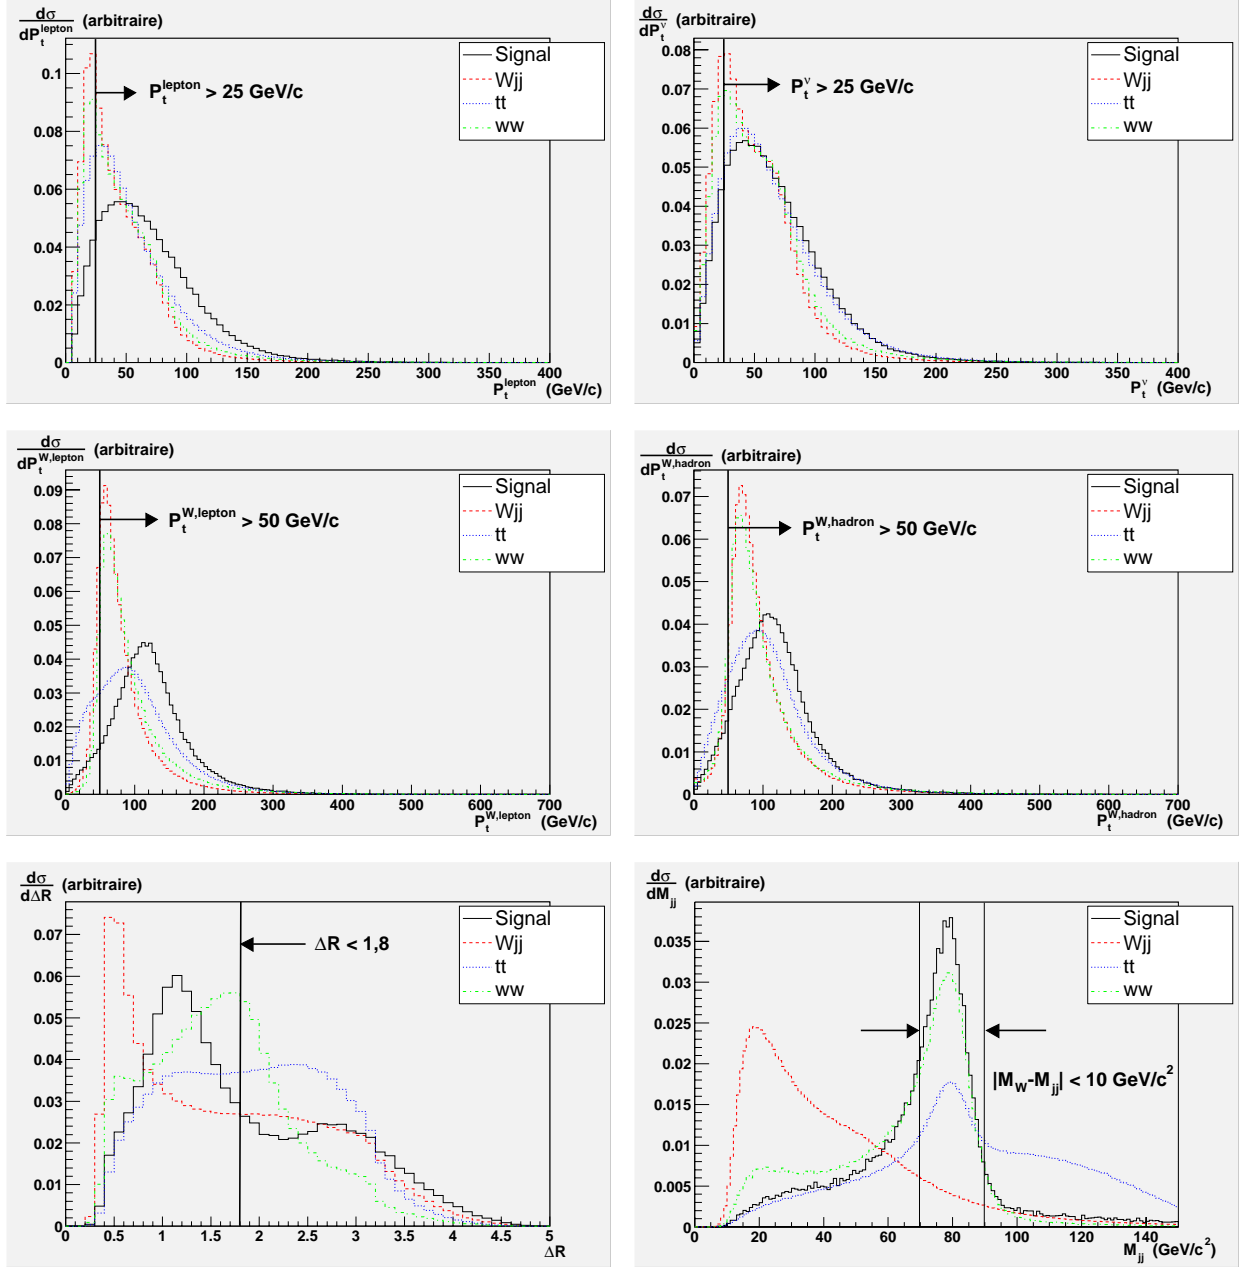 dσ/dP_t^lepton (arbitraire)
Signal
Wjj
tt
ww
P_t^lepton > 25 GeV/c
0.1
0.08
0.06
0.04
0.02
0
0 50 100 150 200 250 300 350 400
P_t^lepton (GeV/c)
dσ/dP_t^ν (arbitraire)
Signal
Wjj
tt
ww
P_t^ν > 25 GeV/c
0.08
0.07
0.06
0.05
0.04
0.03
0.02
0.01
0
0 50 100 150 200 250 300 350 400
P_t^ν (GeV/c)
dσ/dP_t^W,lepton (arbitraire)
Signal
Wjj
tt
ww
P_t^W,lepton > 50 GeV/c
0.09
0.08
0.07
0.06
0.05
0.04
0.03
0.02
0.01
0
0 100 200 300 400 500 600 700
P_t^W,lepton (GeV/c)
dσ/dP_t^W,hadron (arbitraire)
Signal
Wjj
tt
ww
P_t^W,hadron > 50 GeV/c
0.07
0.06
0.05
0.04
0.03
0.02
0.01
0
0 100 200 300 400 500 600 700
P_t^W,hadron (GeV/c)
dσ/dΔR (arbitraire)
Signal
Wjj
tt
ww
ΔR < 1,8
0.07
0.06
0.05
0.04
0.03
0.02
0.01
0
0 0.5 1 1.5 2 2.5 3 3.5 4 4.5 5
ΔR
dσ/dM_jj (arbitraire)
Signal
Wjj
tt
ww
|M_W-M_jj| < 10 GeV/c^2
0.035
0.03
0.025
0.02
0.015
0.01
0.005
0
0 20 40 60 80 100 120 140
M_jj (GeV/c^2)